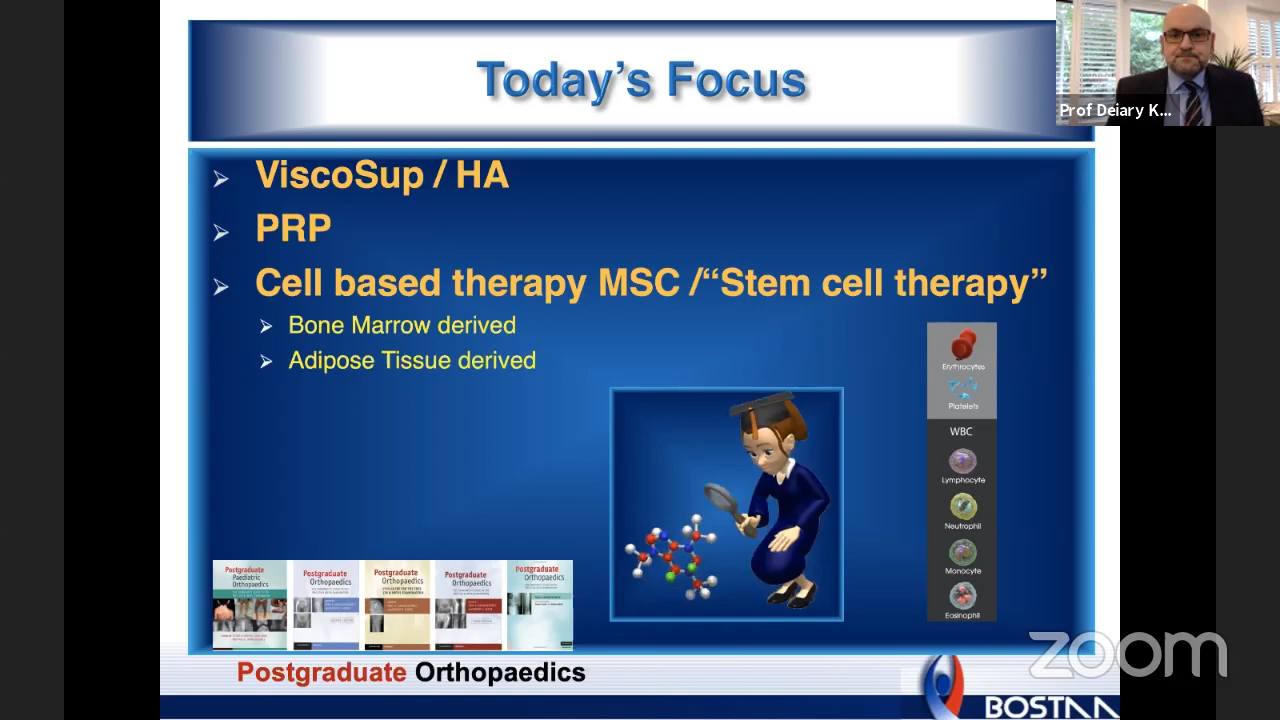 Today's Focus
Prof Deiary K...
ViscoSup / HA
PRP
Cell based therapy MSC /“Stem cell therapy”
Bone Marrow derived
Adipose Tissue derived
Erythrocytes
Platelets
WBC
Lymphocyte
Neutrophil
Monocyte
Eosinophil
Postgraduate
Paediatric
Orthopaedics
Postgraduate
Orthopaedics
Postgraduate
Orthopaedics
Postgraduate
Orthopaedics
Postgraduate
Orthopaedics
Postgraduate Orthopaedics
zoom